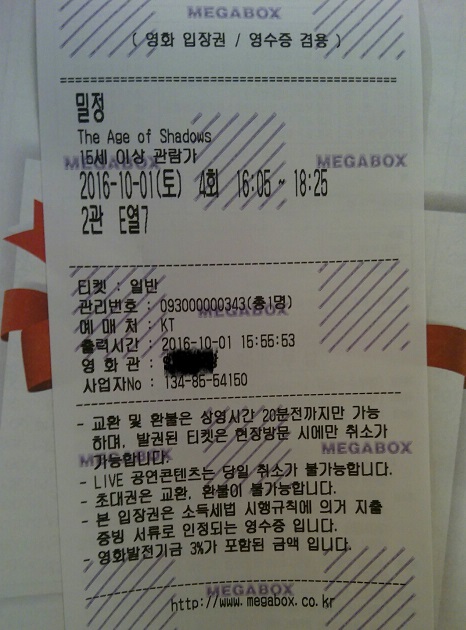 MEGABOX
( 영화 입장권 / 영수증 겸용 )
밀정
The Age of Shadows
15세 이상 관람가
MEGABOX MEGABOX
2016-10-01(토) 4회 16:05 ~ 18:25
2관 E열7
티켓 : 일반
관리번호 : 093000000343(총1명)
MEGABOX
예 매 처 : KT
출력시간 : 2016-10-01 15:55:53
영 화 관 :
사업자No : 134-85-54150
- 교환 및 환불은 상영시간 20분전까지만 가능
하며, 발권된 티켓은 현장방문 시에만 취소가
가능합니다.
MEGABOX MEGABOX
- LIVE 공연콘텐츠는 당일 취소가 불가능합니다.
- 초대권은 교환, 환불이 불가능합니다.
- 본 입장권은 소득세법 시행규칙에 의거 지출
증빙 서류로 인정되는 영수증 입니다.
- 영화발전기금 3%가 포함된 금액 입니다.
MEGABOX
http://www.megabox.co.kr